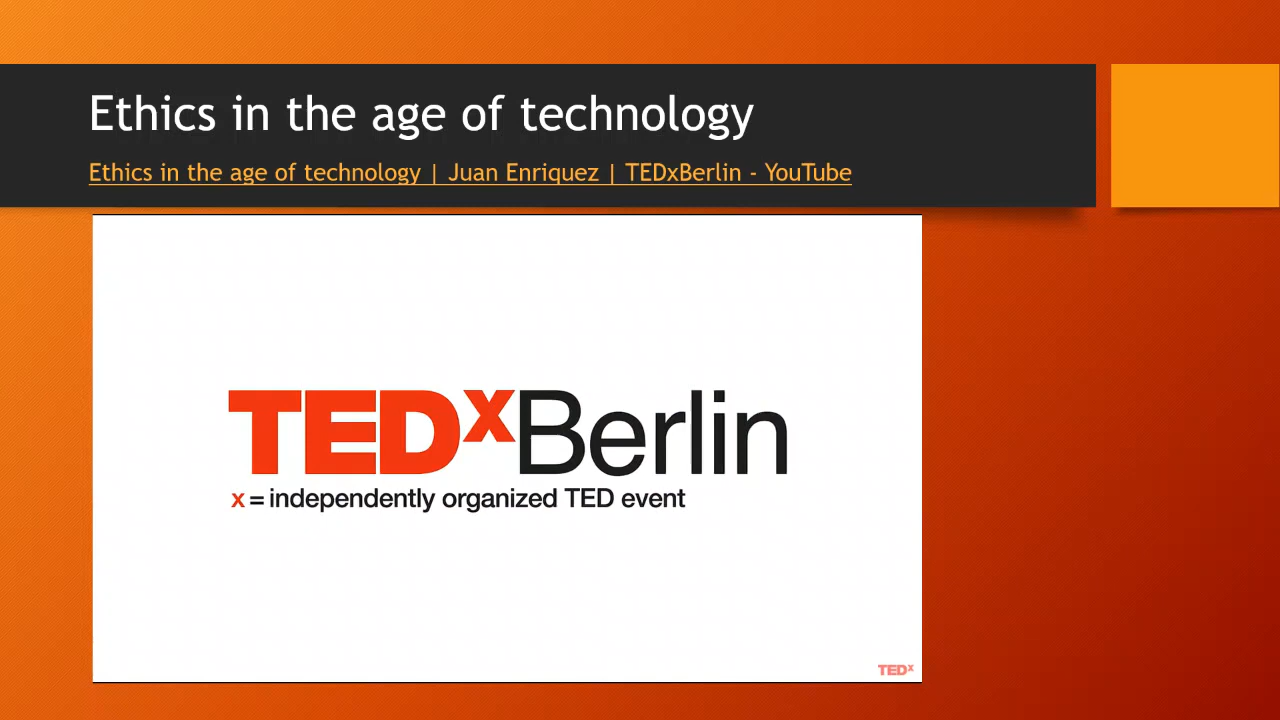 Ethics in the age of technology
Ethics in the age of technology | Juan Enriquez | TEDxBerlin - YouTube
TEDxBerlin
x = independently organized TED event
TEDx